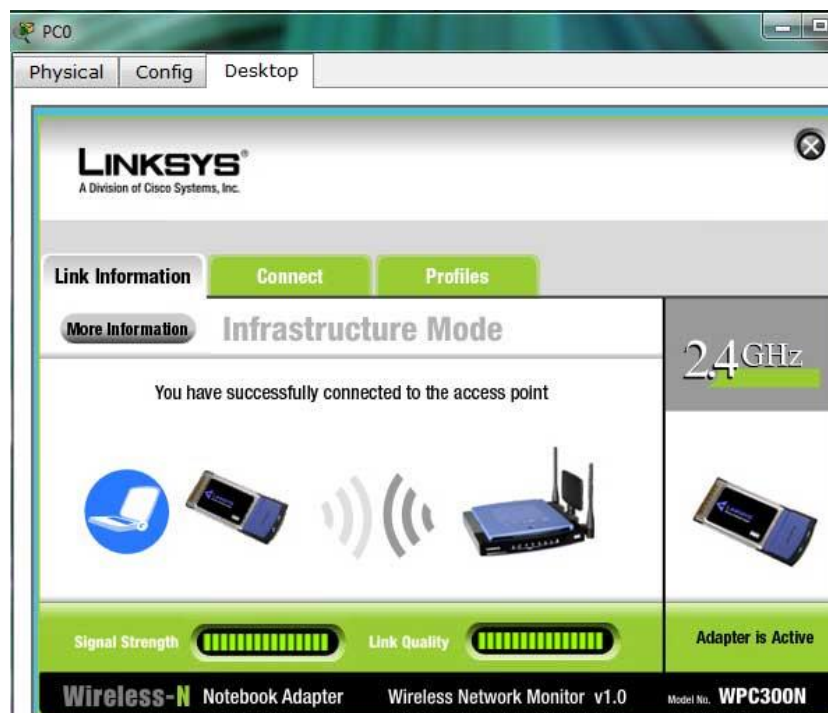 PC0
Physical Config Desktop
LINKSYS®
A Division of Cisco Systems, Inc.
Link Information Connect Profiles
More Information Infrastructure Mode
2.4 GHz
You have successfully connected to the access point
Signal Strength Link Quality Adapter is Active
Wireless-N Notebook Adapter Wireless Network Monitor v1.0 Model No. WPC300N